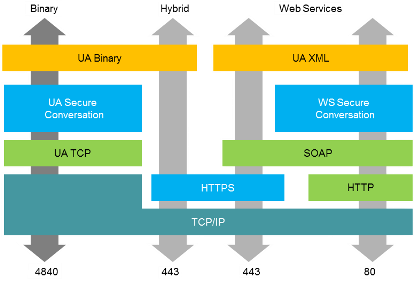 Binary Hybrid Web Services
UA Binary UA XML
UA Secure
Conversation
WS Secure
Conversation
UA TCP SOAP
HTTPS HTTP
TCP/IP
4840 443 443 80